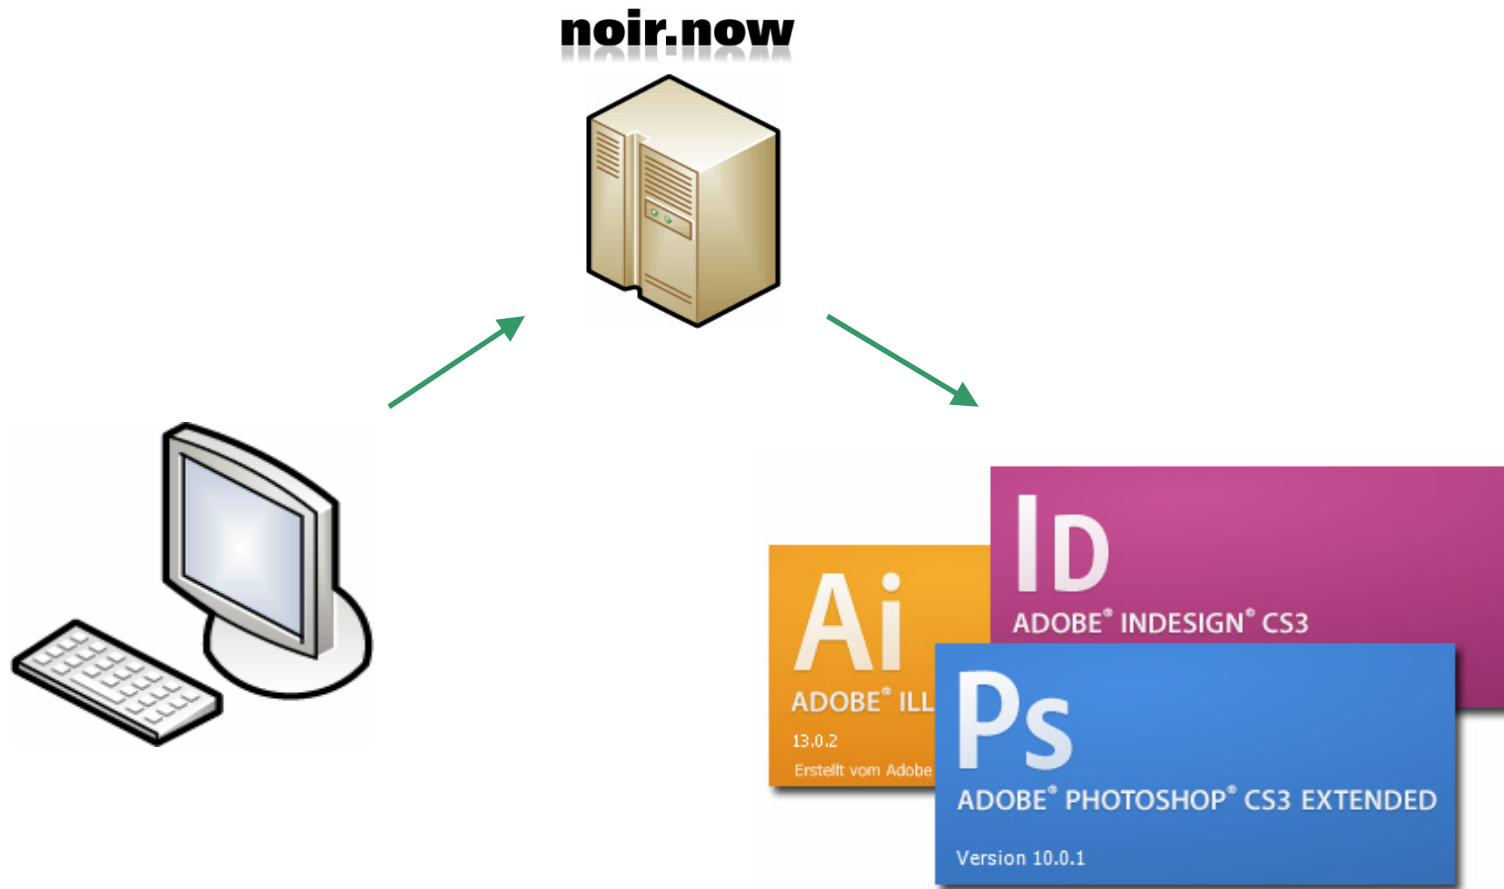 noir.now
ID
ADOBE® INDESIGN® CS3
Ai
ADOBE® ILL
13.0.2
Erstellt vom Adobe
Ps
ADOBE® PHOTOSHOP® CS3 EXTENDED
Version 10.0.1